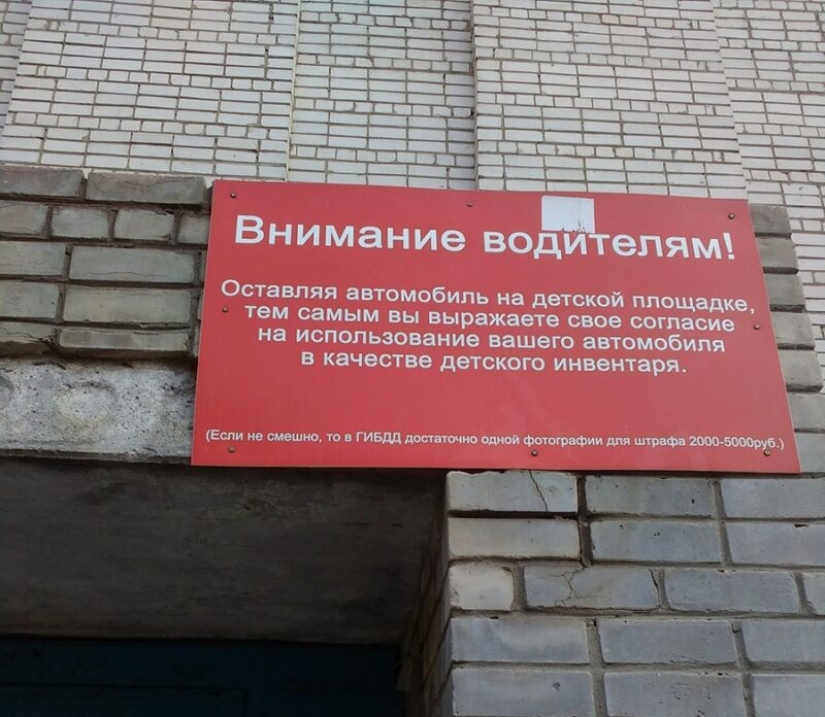 Внимание водителям!
Оставляя автомобиль на детской площадке,
тем самым вы выражаете свое согласие
на использование вашего автомобиля
в качестве детского инвентаря.
(Если не смешно, то в ГИБДД достаточно одной фотографии для штрафа 2000-5000руб.)